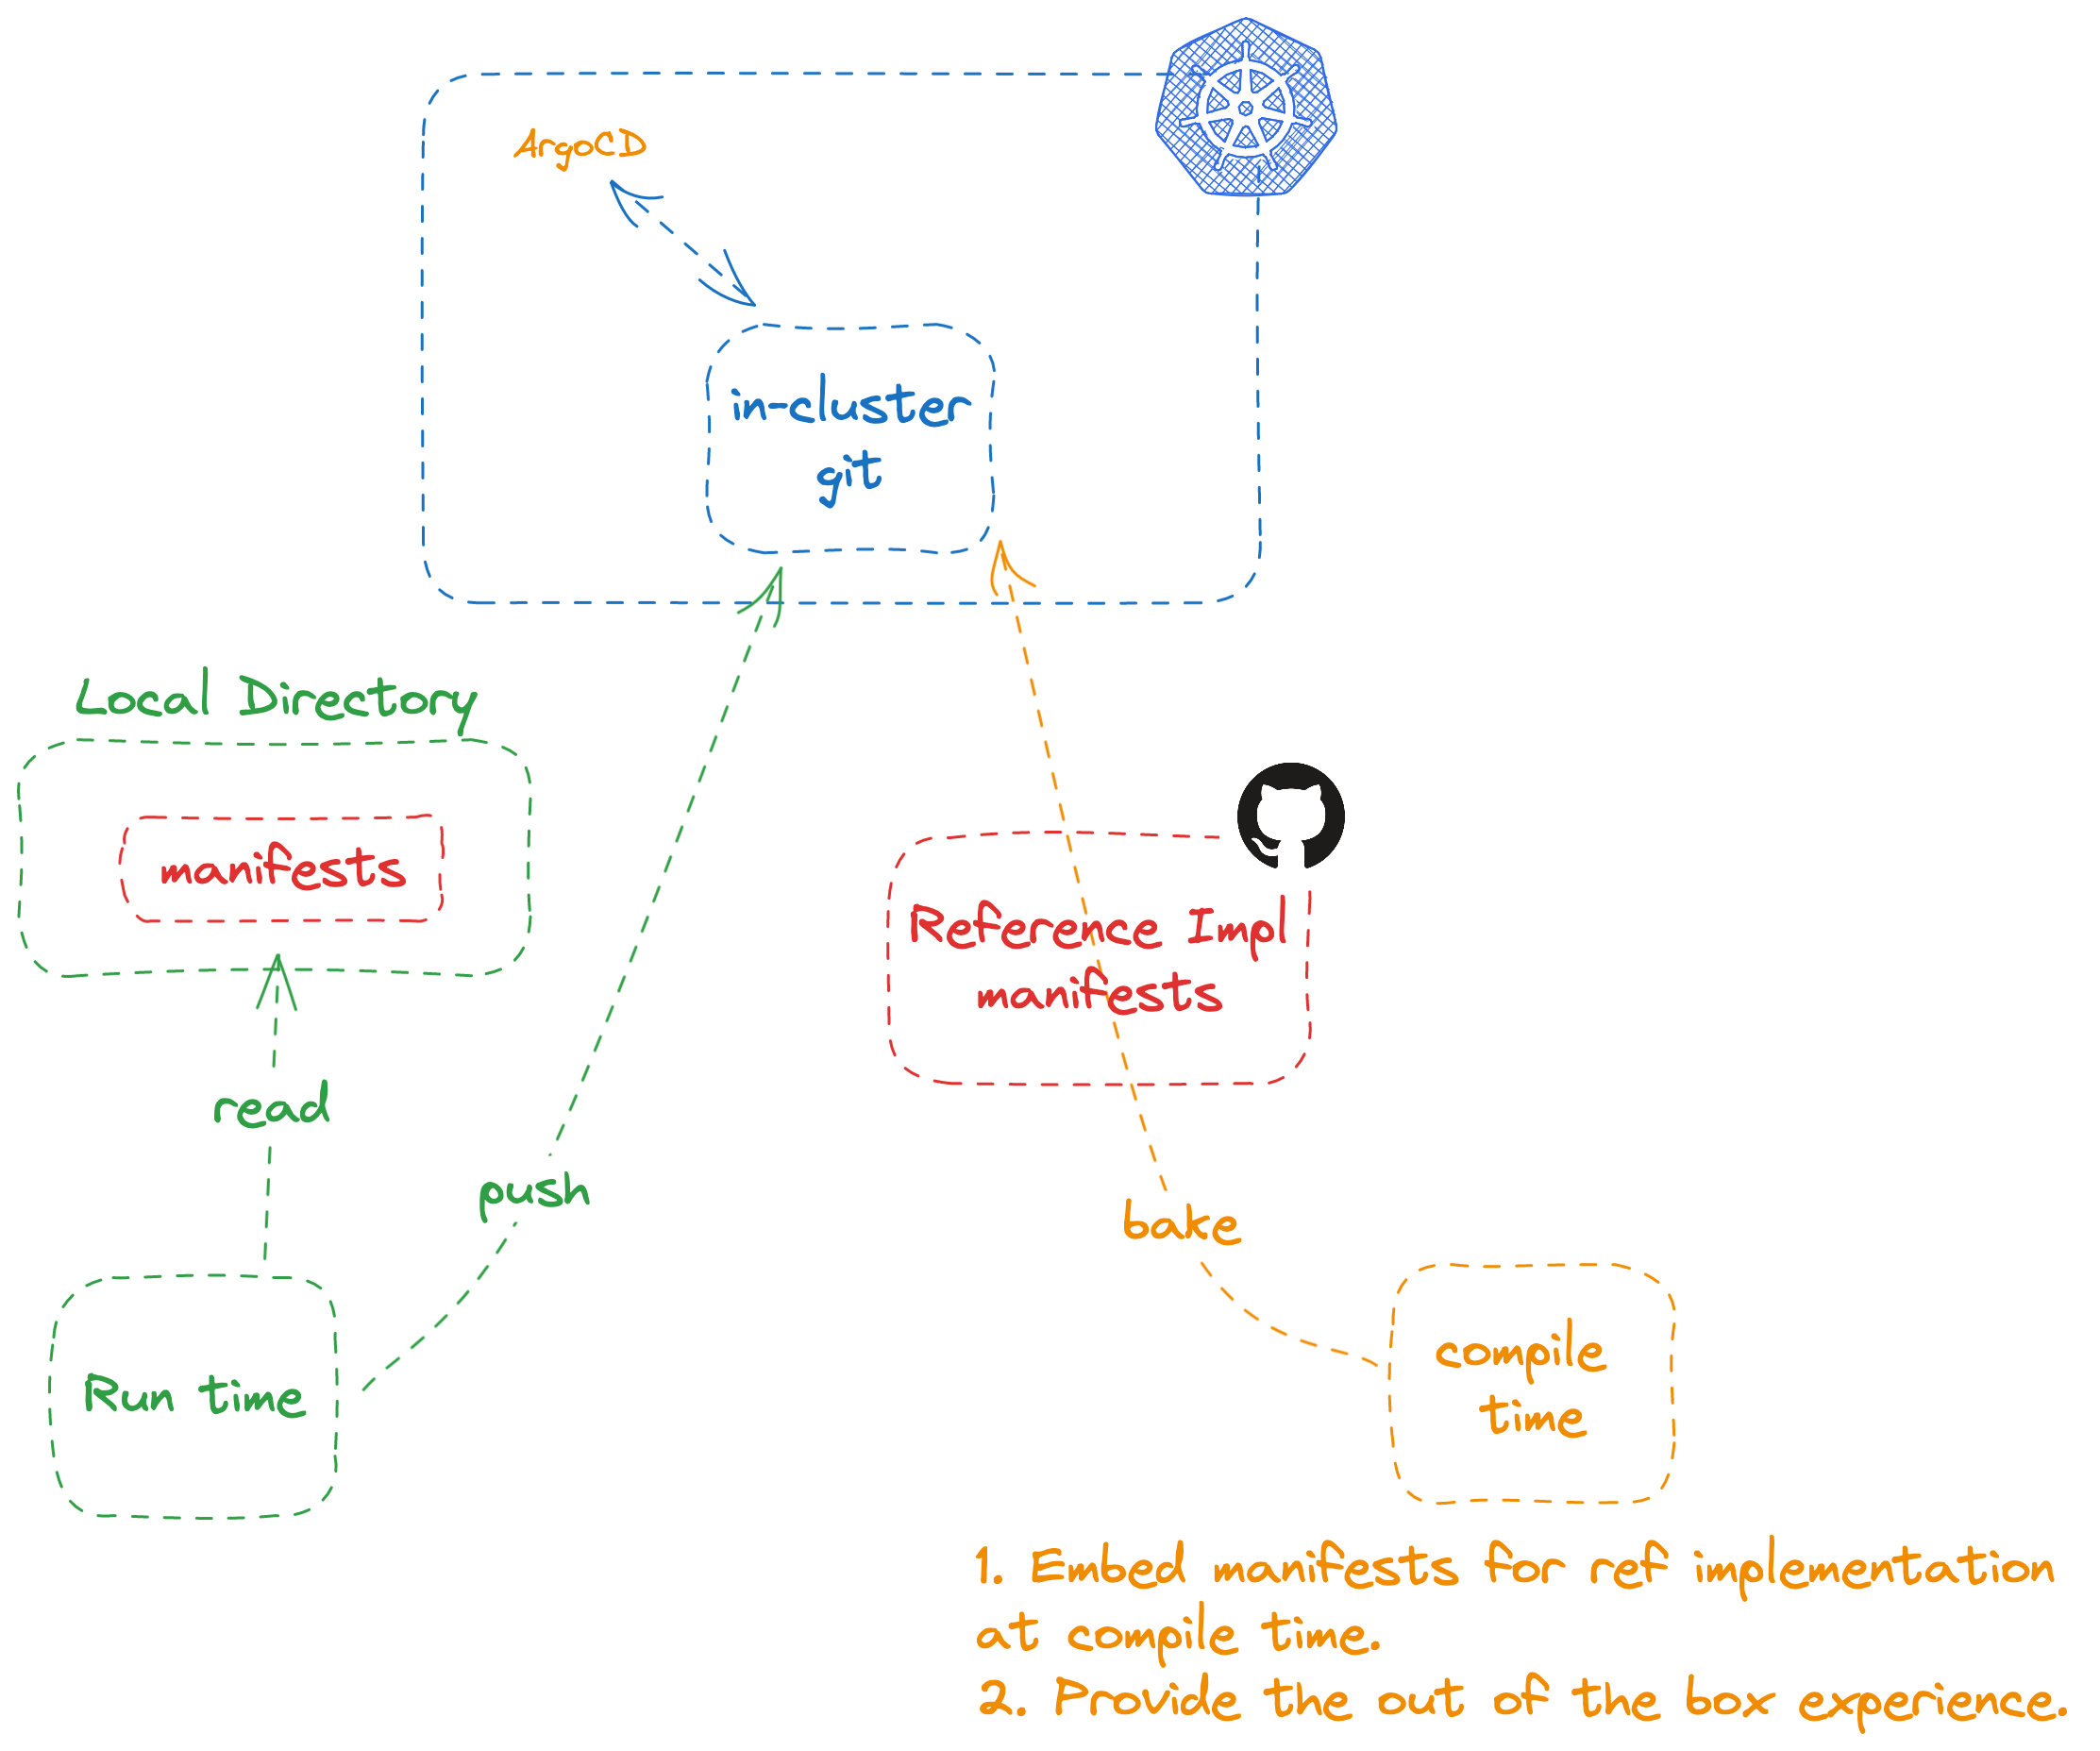 ArgoCD
in-cluster
git
Local Directory
manifests
Reference Impl
manifests
read
push
bake
Run time
compile
time
1. Embed manifests for ref implementation
at compile time.
2. Provide the out of the box experience.